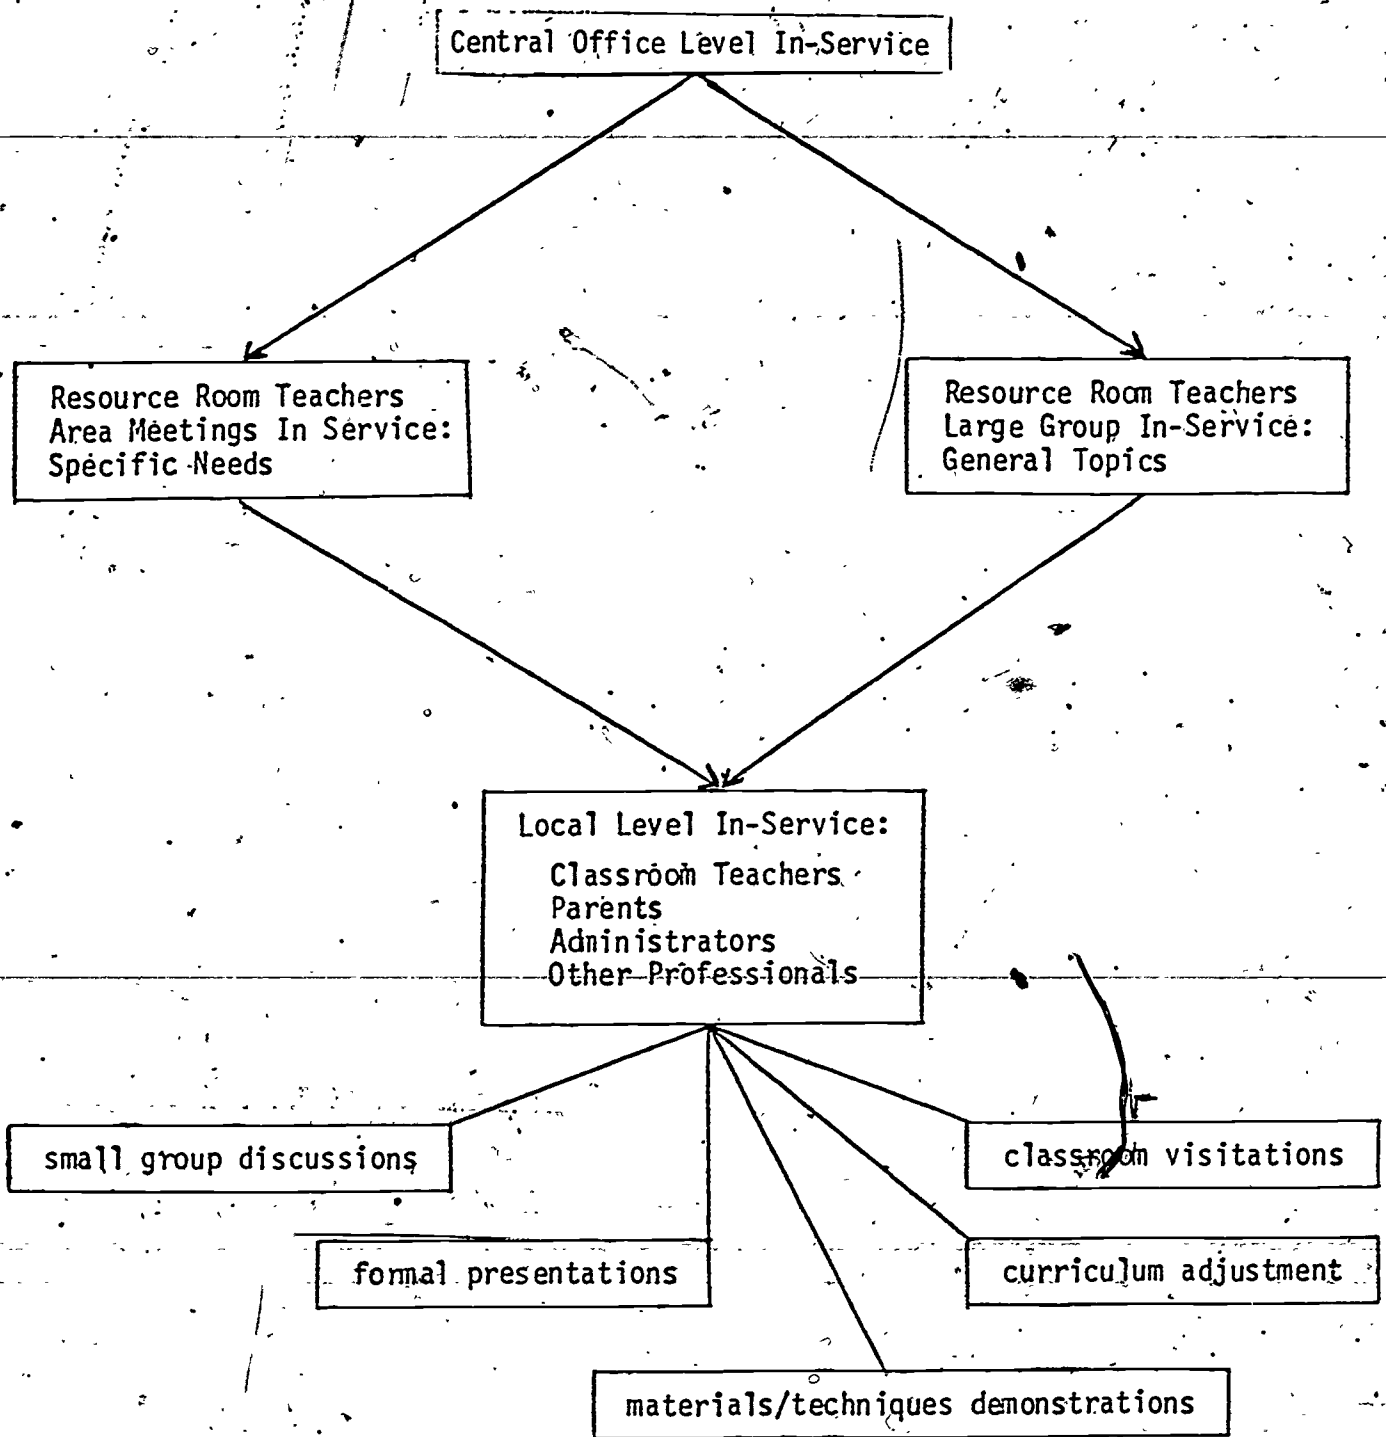 Central Office Level In-Service
Resource Room Teachers
Area Meetings In Service:
Specific Needs
Resource Room Teachers
Large Group In-Service:
General Topics
Local Level In-Service:
Classroom Teachers
Parents
Administrators
Other Professionals
small group discussions
classroom visitations
formal presentations
curriculum adjustment
materials/techniques demonstrations